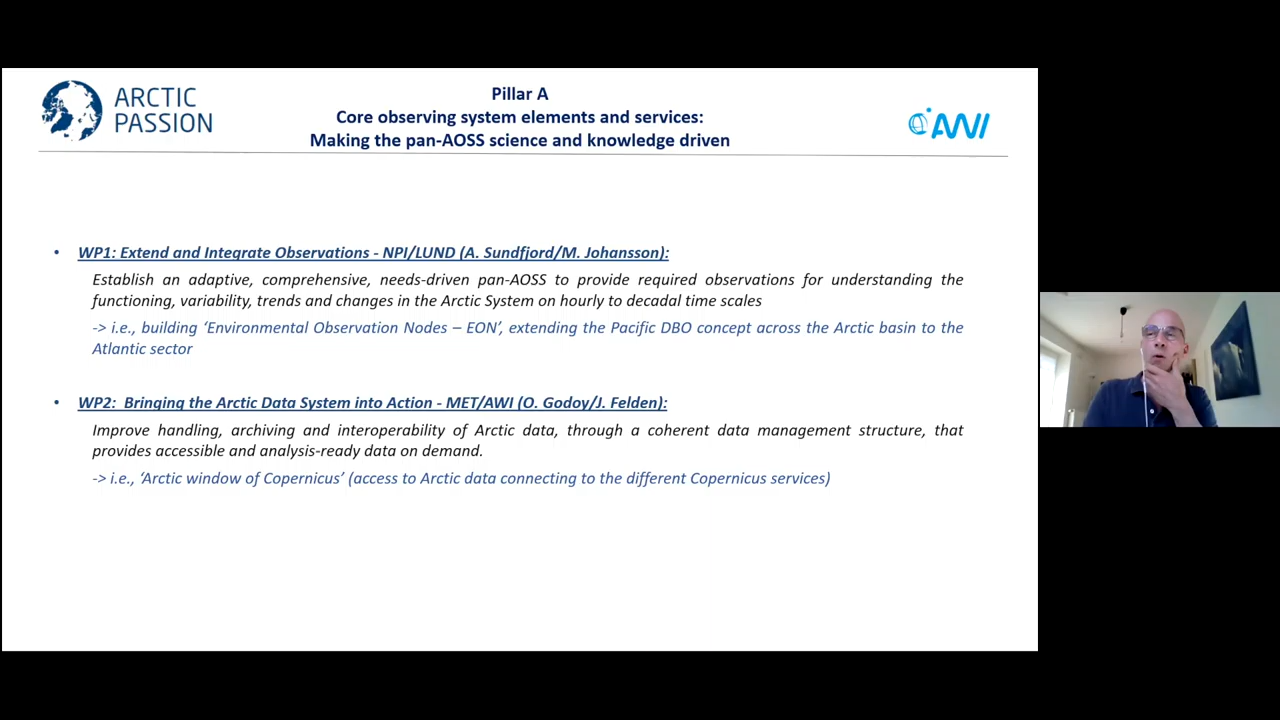 ARCTIC
PASSION
Pillar A
Core observing system elements and services:
Making the pan-AOSS science and knowledge driven
AWI
• WP1: Extend and Integrate Observations - NPI/LUND (A. Sundfjord/M. Johansson):
Establish an adaptive, comprehensive, needs-driven pan-AOSS to provide required observations for understanding the
functioning, variability, trends and changes in the Arctic System on hourly to decadal time scales
-> i.e., building ‘Environmental Observation Nodes – EON’, extending the Pacific DBO concept across the Arctic basin to the
Atlantic sector
• WP2: Bringing the Arctic Data System into Action - MET/AWI (O. Godoy/J. Felden):
Improve handling, archiving and interoperability of Arctic data, through a coherent data management structure, that
provides accessible and analysis-ready data on demand.
-> i.e., ‘Arctic window of Copernicus’ (access to Arctic data connecting to the different Copernicus services)